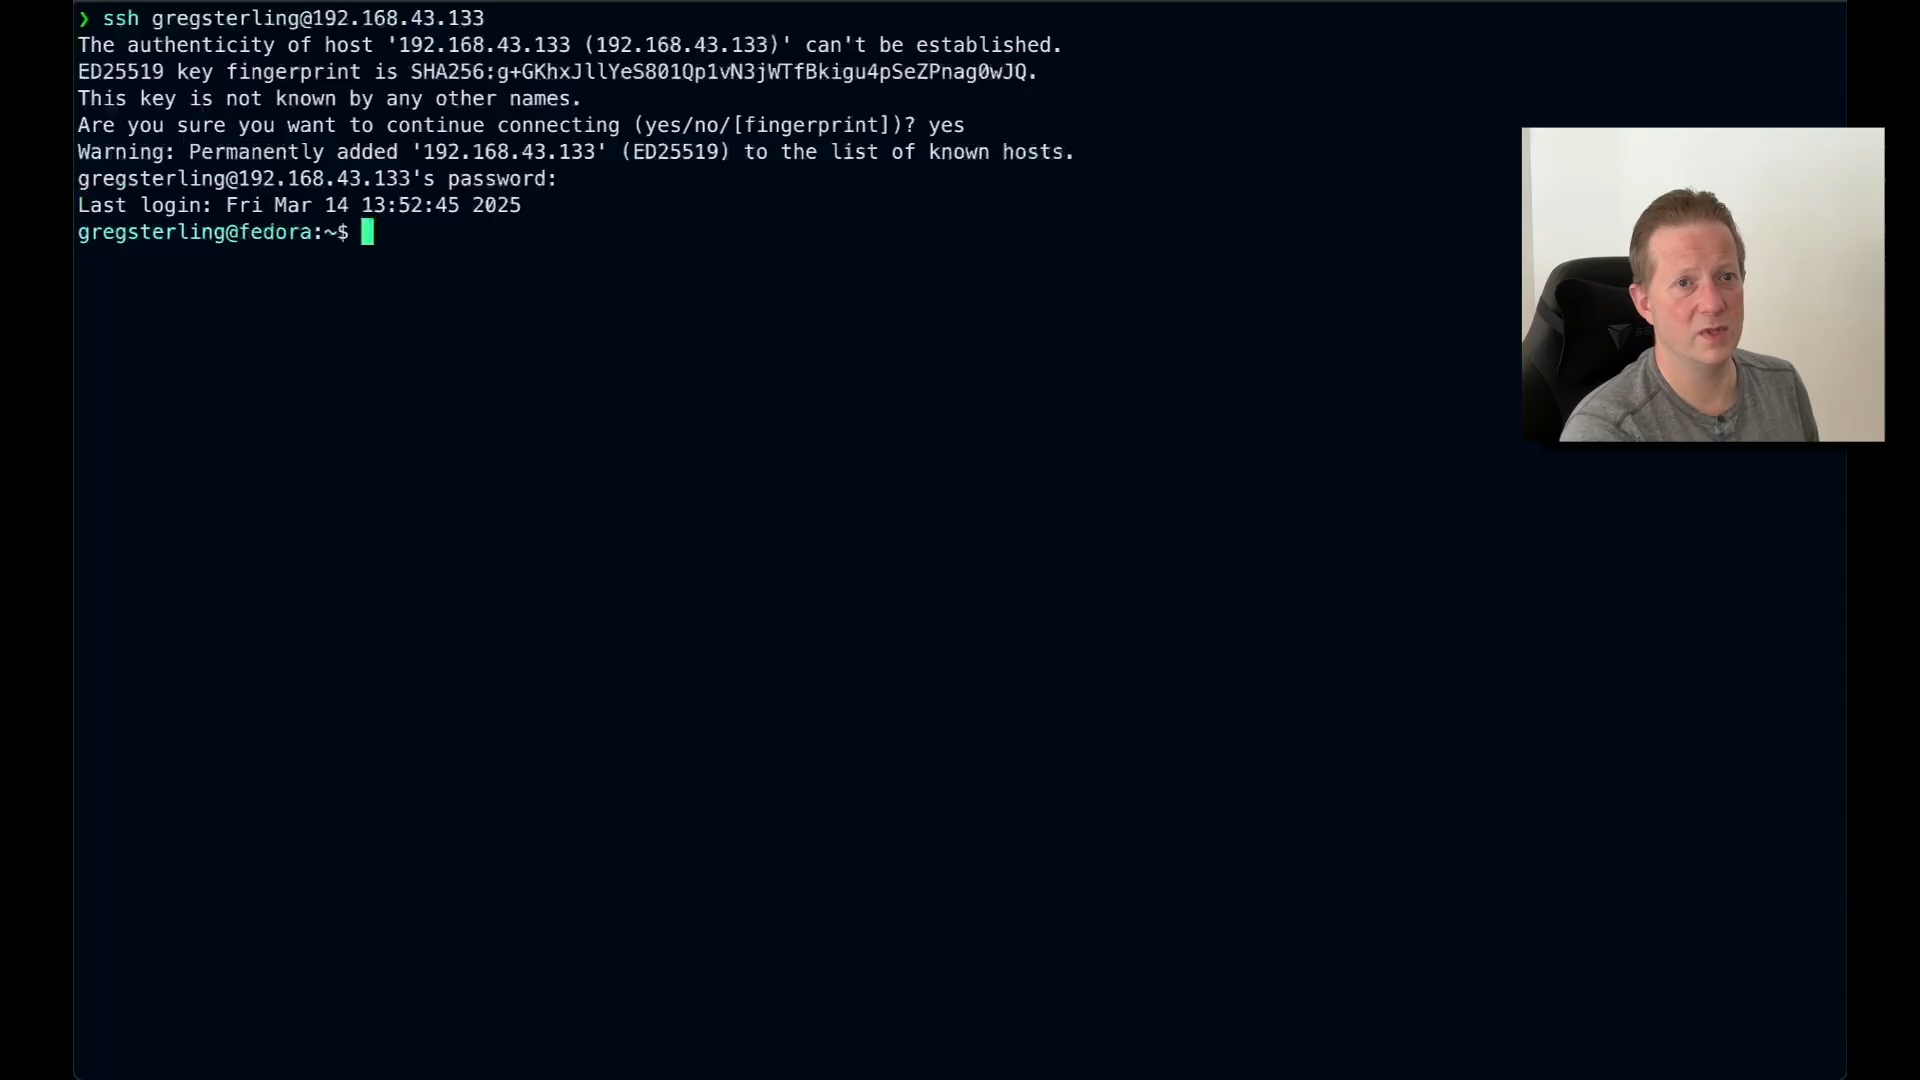 ❯ ssh gregsterling@192.168.43.133
The authenticity of host '192.168.43.133 (192.168.43.133)' can't be established.
ED25519 key fingerprint is SHA256:g+GKhxJllYeS801Qp1vN3jWTfBkigu4pSeZPnag0wJQ.
This key is not known by any other names.
Are you sure you want to continue connecting (yes/no/[fingerprint])? yes
Warning: Permanently added '192.168.43.133' (ED25519) to the list of known hosts.
gregsterling@192.168.43.133's password:
Last login: Fri Mar 14 13:52:45 2025
gregsterling@fedora:~$